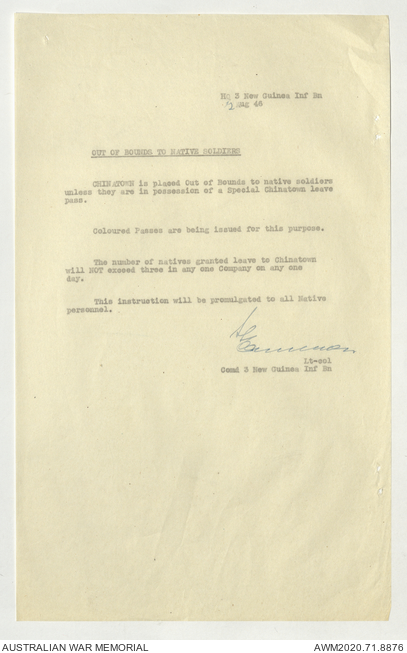 HQ 3 New Guinea Inf Bn
2 Aug 46
OUT OF BOUNDS TO NATIVE SOLDIERS
CHINATOWN is placed Out of Bounds to native soldiers
unless they are in possession of a Special Chinatown leave
pass.
Coloured Passes are being issued for this purpose.
The number of natives granted leave to Chinatown
will NOT exceed three in any one Company on any one
day.
This instruction will be promulgated to all Native
personnel.
Lt-col
Comd 3 New Guinea Inf Bn
AUSTRALIAN WAR MEMORIAL
AWM2020.71.8876